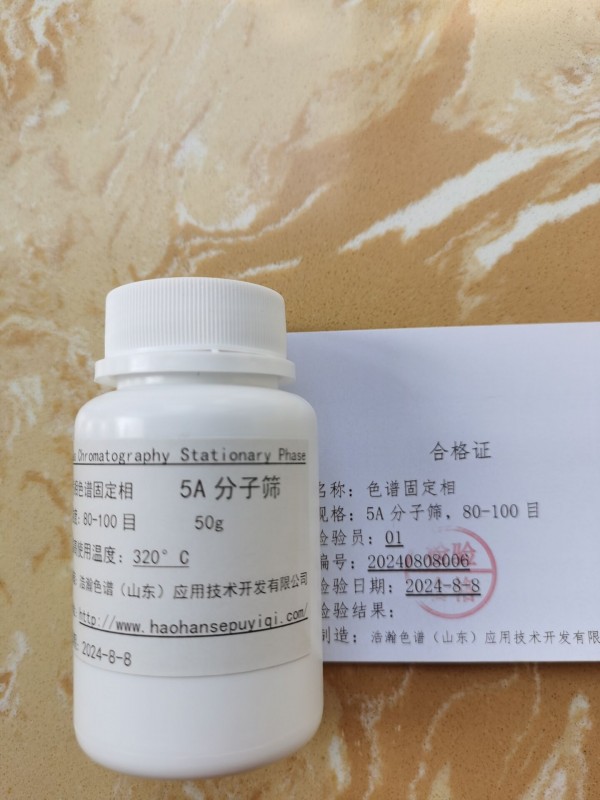 Chromatography Stationary Phase
色谱固定相 5A 分子筛
80-100 目 50g
使用温度: 320° C
浩瀚色谱（山东）应用技术开发有限公司
http://www.haohansepuyiqi.com/
2024-8-8
合格证
名称: 色谱固定相
规格: 5A 分子筛, 80-100 目
检验员: 01
编号: 20240808006
检验日期: 2024-8-8
检验结果:
制造: 浩瀚色谱（山东）应用技术开发有限